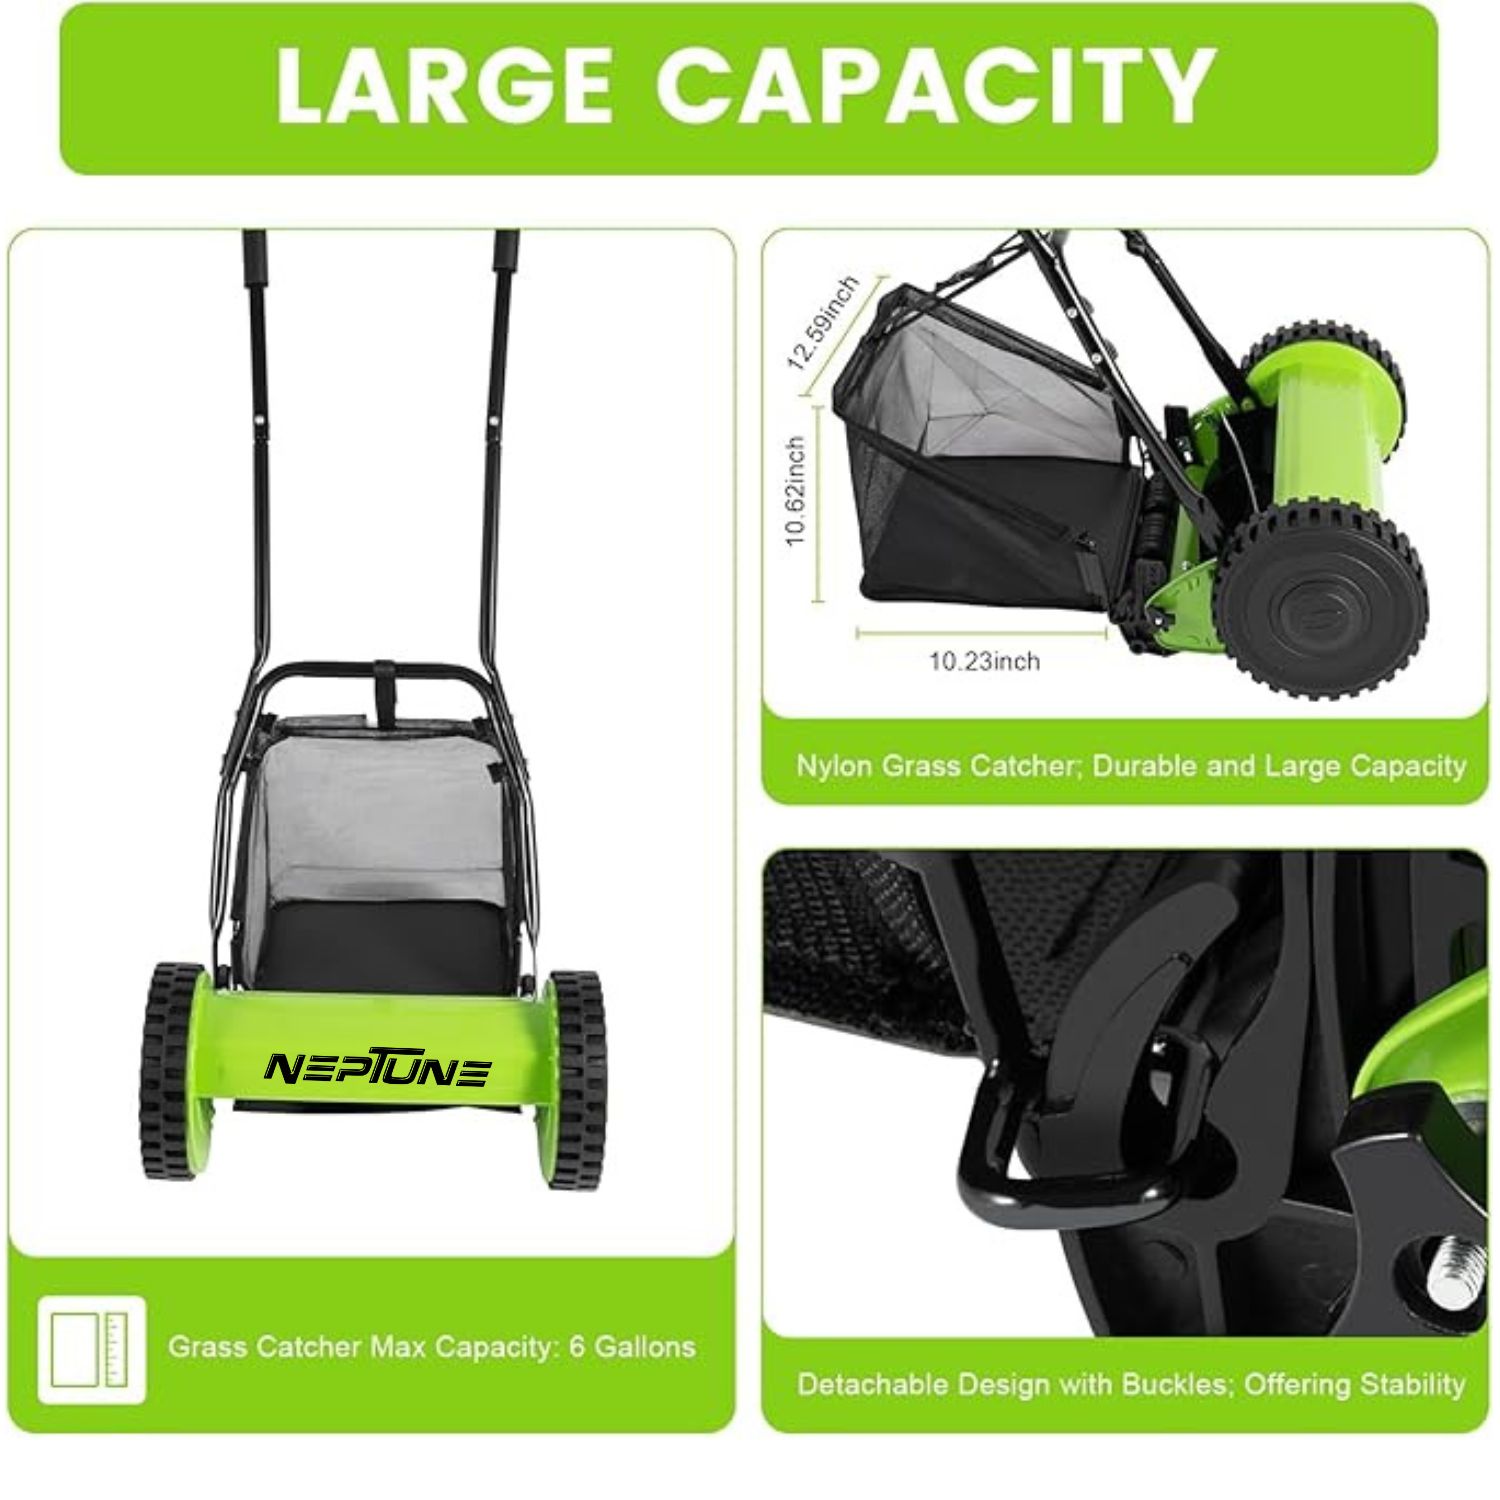 LARGE CAPACITY
NEPTUNE
Grass Catcher Max Capacity: 6 Gallons
12.59inch
10.62inch
10.23inch
Nylon Grass Catcher; Durable and Large Capacity
Detachable Design with Buckles; Offering Stability